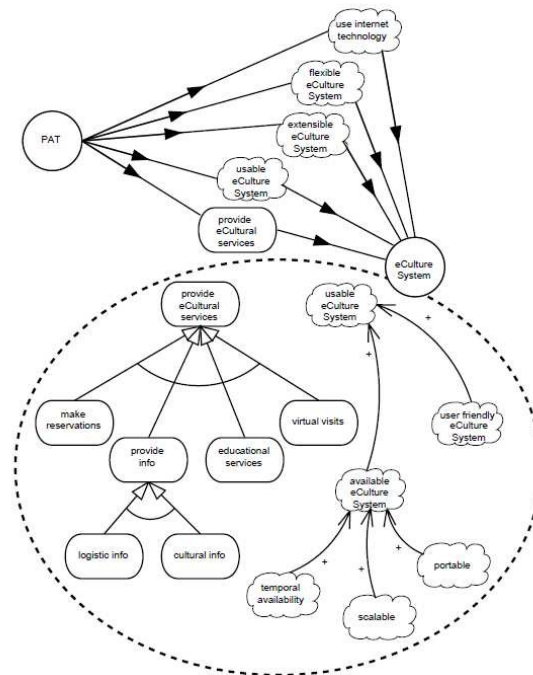 use internet
technology
flexible
eCulture
System
PAT
extensible
eCulture
System
usable
eCulture
System
provide
eCultural
services
eCulture
System
provide
eCultural
services
usable
eCulture
System
+
+
make
reservations
virtual visits
user friendly
eCulture
System
provide
info
educational
services
available
eCulture
System
logistic info
cultural info
+
+
+
portable
temporal
availability
scalable